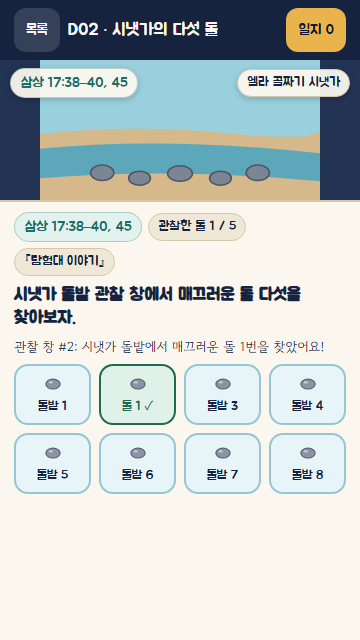 목록
D02 · 시냇가의 다섯 돌
일지 0
삼상 17:38–40, 45
엘라 골짜기 시냇가
삼상 17:38–40, 45
관찰한 돌 1 / 5
『탐험대 이야기』
시냇가 돌밭 관찰 창에서 매끄러운 돌 다섯을
찾아보자.
관찰 창 #2: 시냇가 돌밭에서 매끄러운 돌 1번을 찾았어요!
돌밭 1
돌 1 ✓
돌밭 3
돌밭 4
돌밭 5
돌밭 6
돌밭 7
돌밭 8